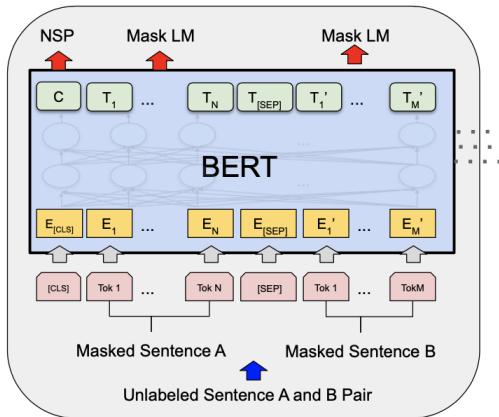 NSP Mask LM Mask LM
C T1 ... TN T[SEP] T1' ... TM'
...
BERT
...
E[CLS] E1 ... EN E[SEP] E1' ... EM'
[CLS] Tok 1 ... Tok N [SEP] Tok 1 ... TokM
Masked Sentence A Masked Sentence B
Unlabeled Sentence A and B Pair